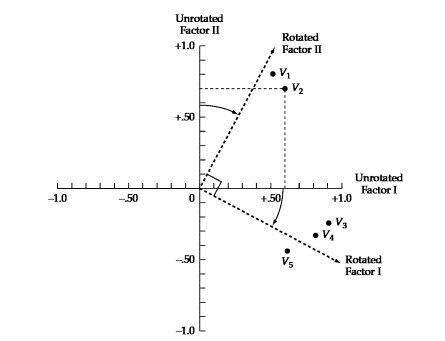 Unrotated
Factor II
+1.0
Rotated
Factor II
V1
V2
+.50
Unrotated
Factor I
-1.0
-.50
0
+.50
+1.0
V3
V4
V5
-.50
Rotated
Factor I
-1.0